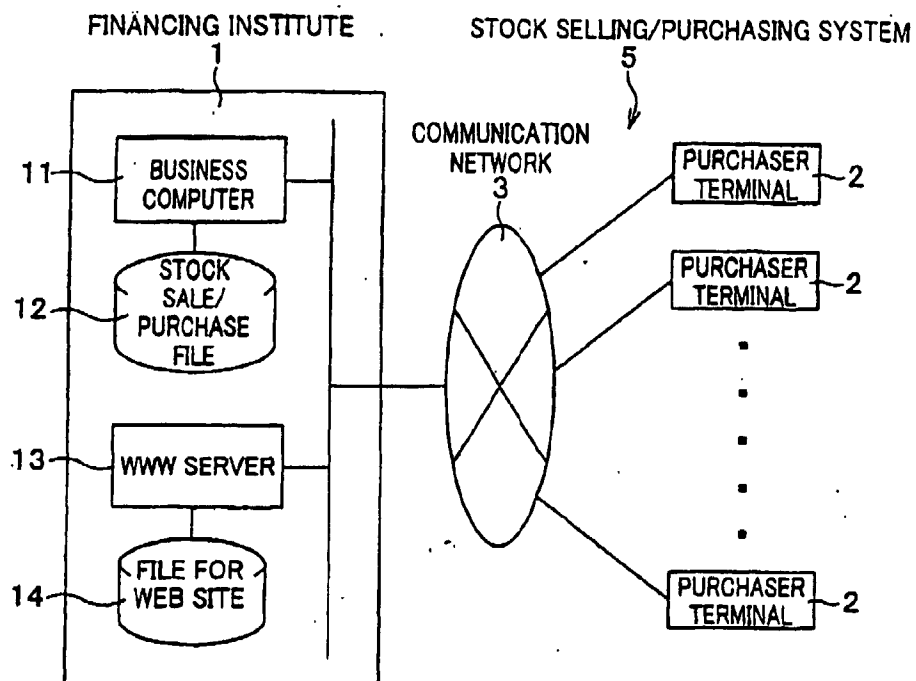 FINANCING INSTITUTE
1
STOCK SELLING/PURCHASING SYSTEM
5
COMMUNICATION
NETWORK
3
11
BUSINESS
COMPUTER
12
STOCK
SALE/
PURCHASE
FILE
13
WWW SERVER
14
FILE FOR
WEB SITE
PURCHASER
TERMINAL
2
PURCHASER
TERMINAL
2
PURCHASER
TERMINAL
2